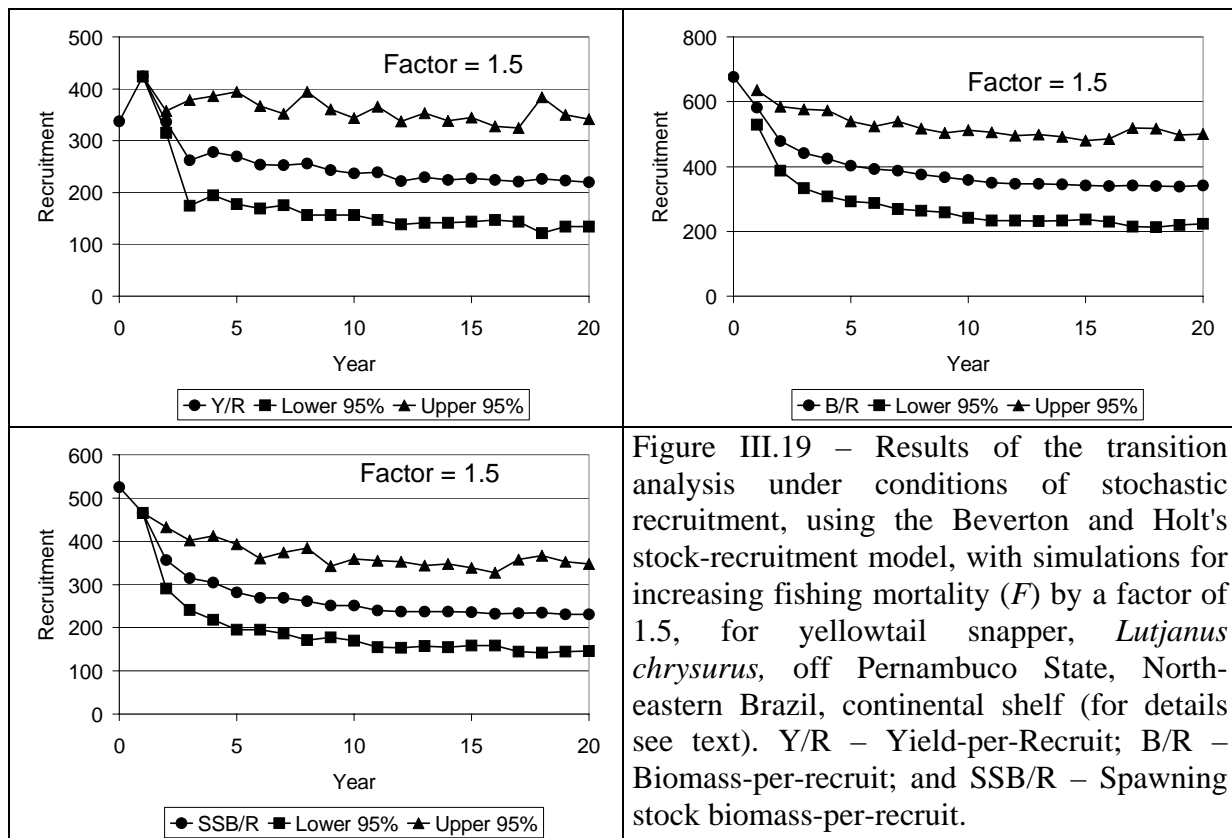 500
400
300
200
100
0
Recruitment
Factor = 1.5
0 5 10 15 20
Year
Y/R Lower 95% Upper 95%
800
600
400
200
0
Recruitment
Factor = 1.5
0 5 10 15 20
Year
B/R Lower 95% Upper 95%
600
500
400
300
200
100
0
Recruitment
Factor = 1.5
0 5 10 15 20
Year
SSB/R Lower 95% Upper 95%
Figure III.19 – Results of the transition
analysis under conditions of stochastic
recruitment, using the Beverton and Holt's
stock-recruitment model, with simulations for
increasing fishing mortality (F) by a factor of
1.5, for yellowtail snapper, Lutjanus
chrysurus, off Pernambuco State, North-
eastern Brazil, continental shelf (for details
see text). Y/R – Yield-per-Recruit; B/R –
Biomass-per-recruit; and SSB/R – Spawning
stock biomass-per-recruit.